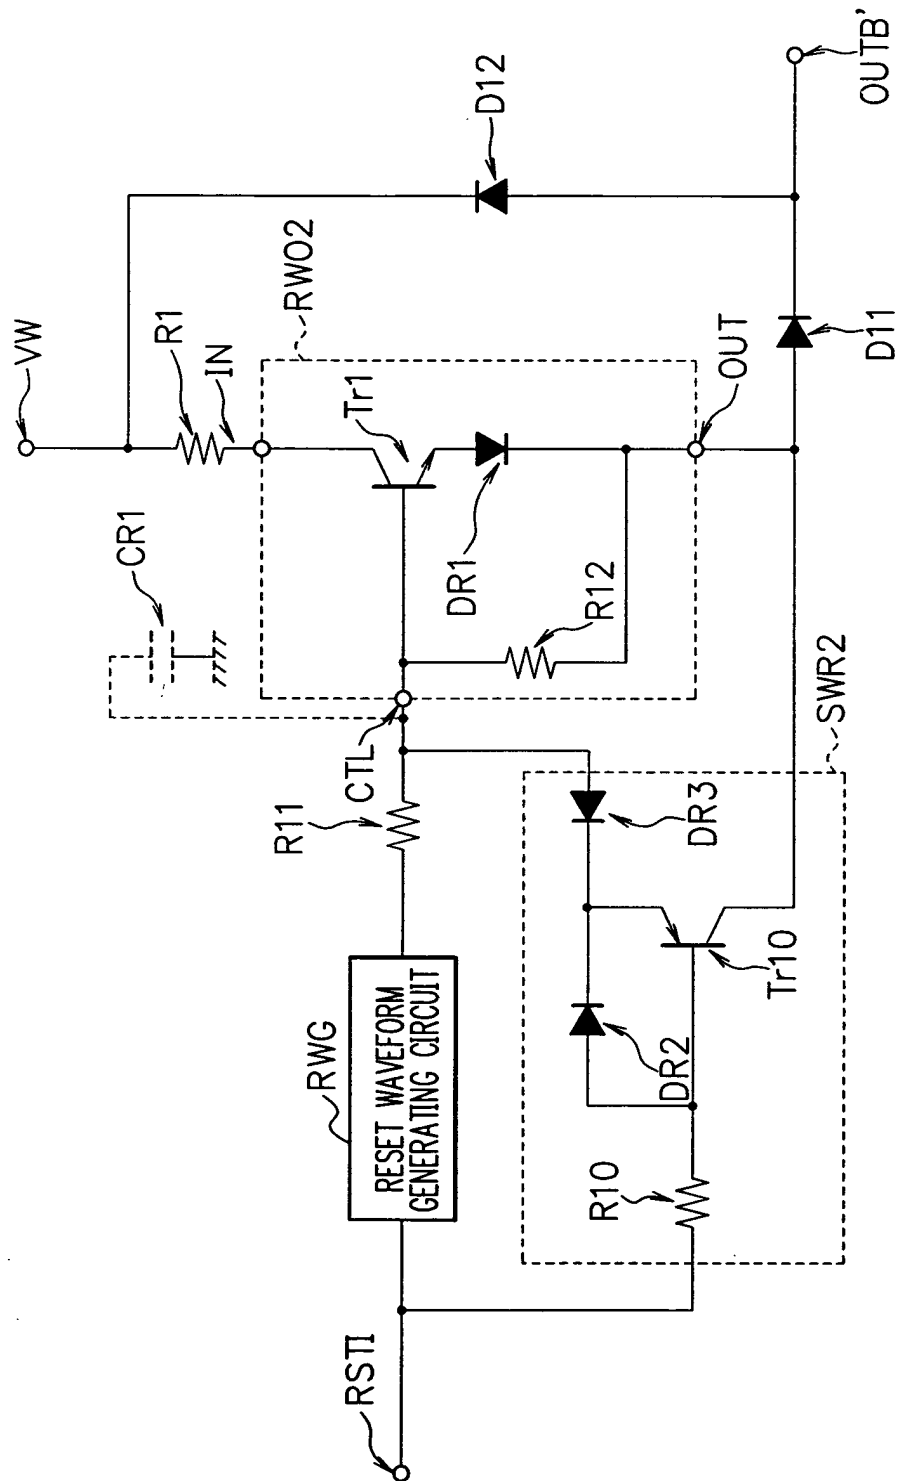 VW
R1
IN
RW02
D12
OUTB'
CR1
Tr1
DR1
R12
OUT
D11
CTL
R11
RWG
RESET WAVEFORM
GENERATING CIRCUIT
RSTI
SWR2
DR3
DR2
Tr10
R10